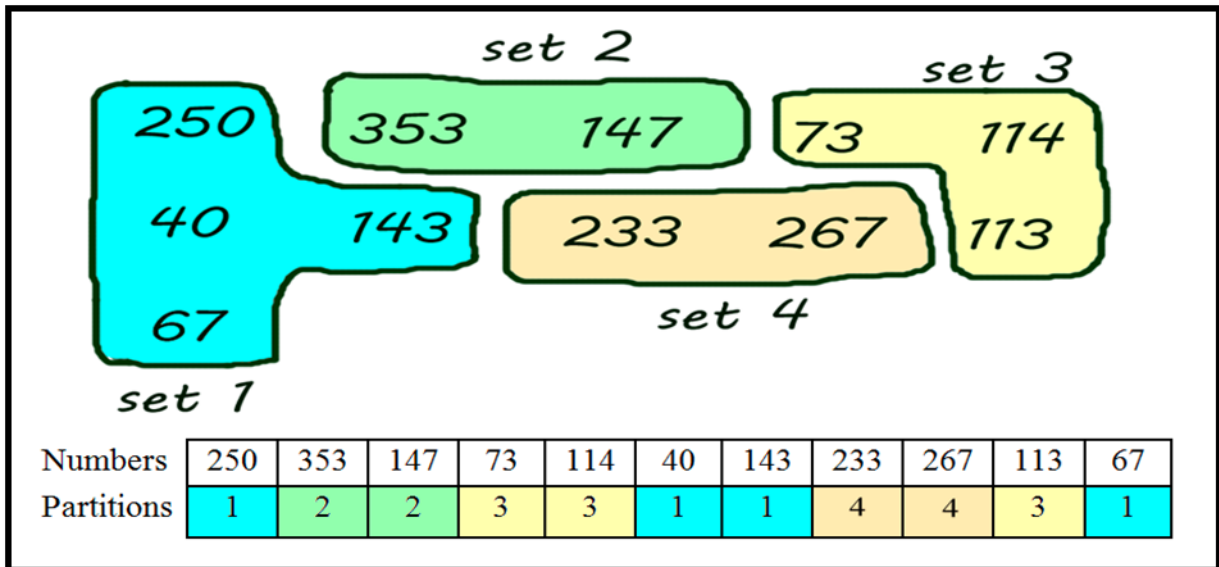 set 2
set 3
250 353 147 73 114
40 143 233 267 113
67
set 4
set 1
Numbers 250 353 147 73 114 40 143 233 267 113 67
Partitions 1 2 2 3 3 1 1 4 4 3 1